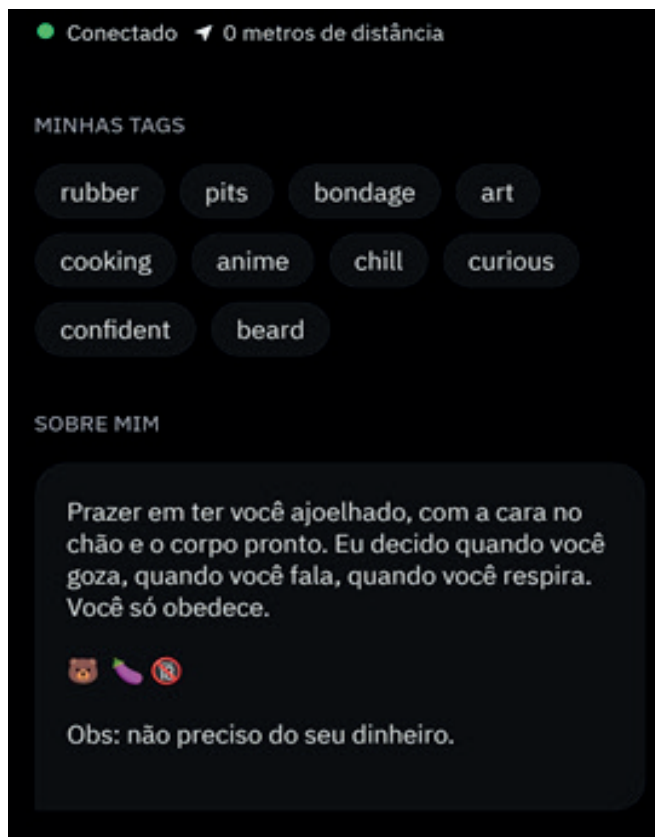 Conectado 0 metros de distância
MINHAS TAGS
rubber pits bondage art
cooking anime chill curious
confident beard
SOBRE MIM
Prazer em ter você ajoelhado, com a cara no
chão e o corpo pronto. Eu decido quando você
goza, quando você fala, quando você respira.
Você só obedece.
🐻 🍆 🔞
Obs: não preciso do seu dinheiro.